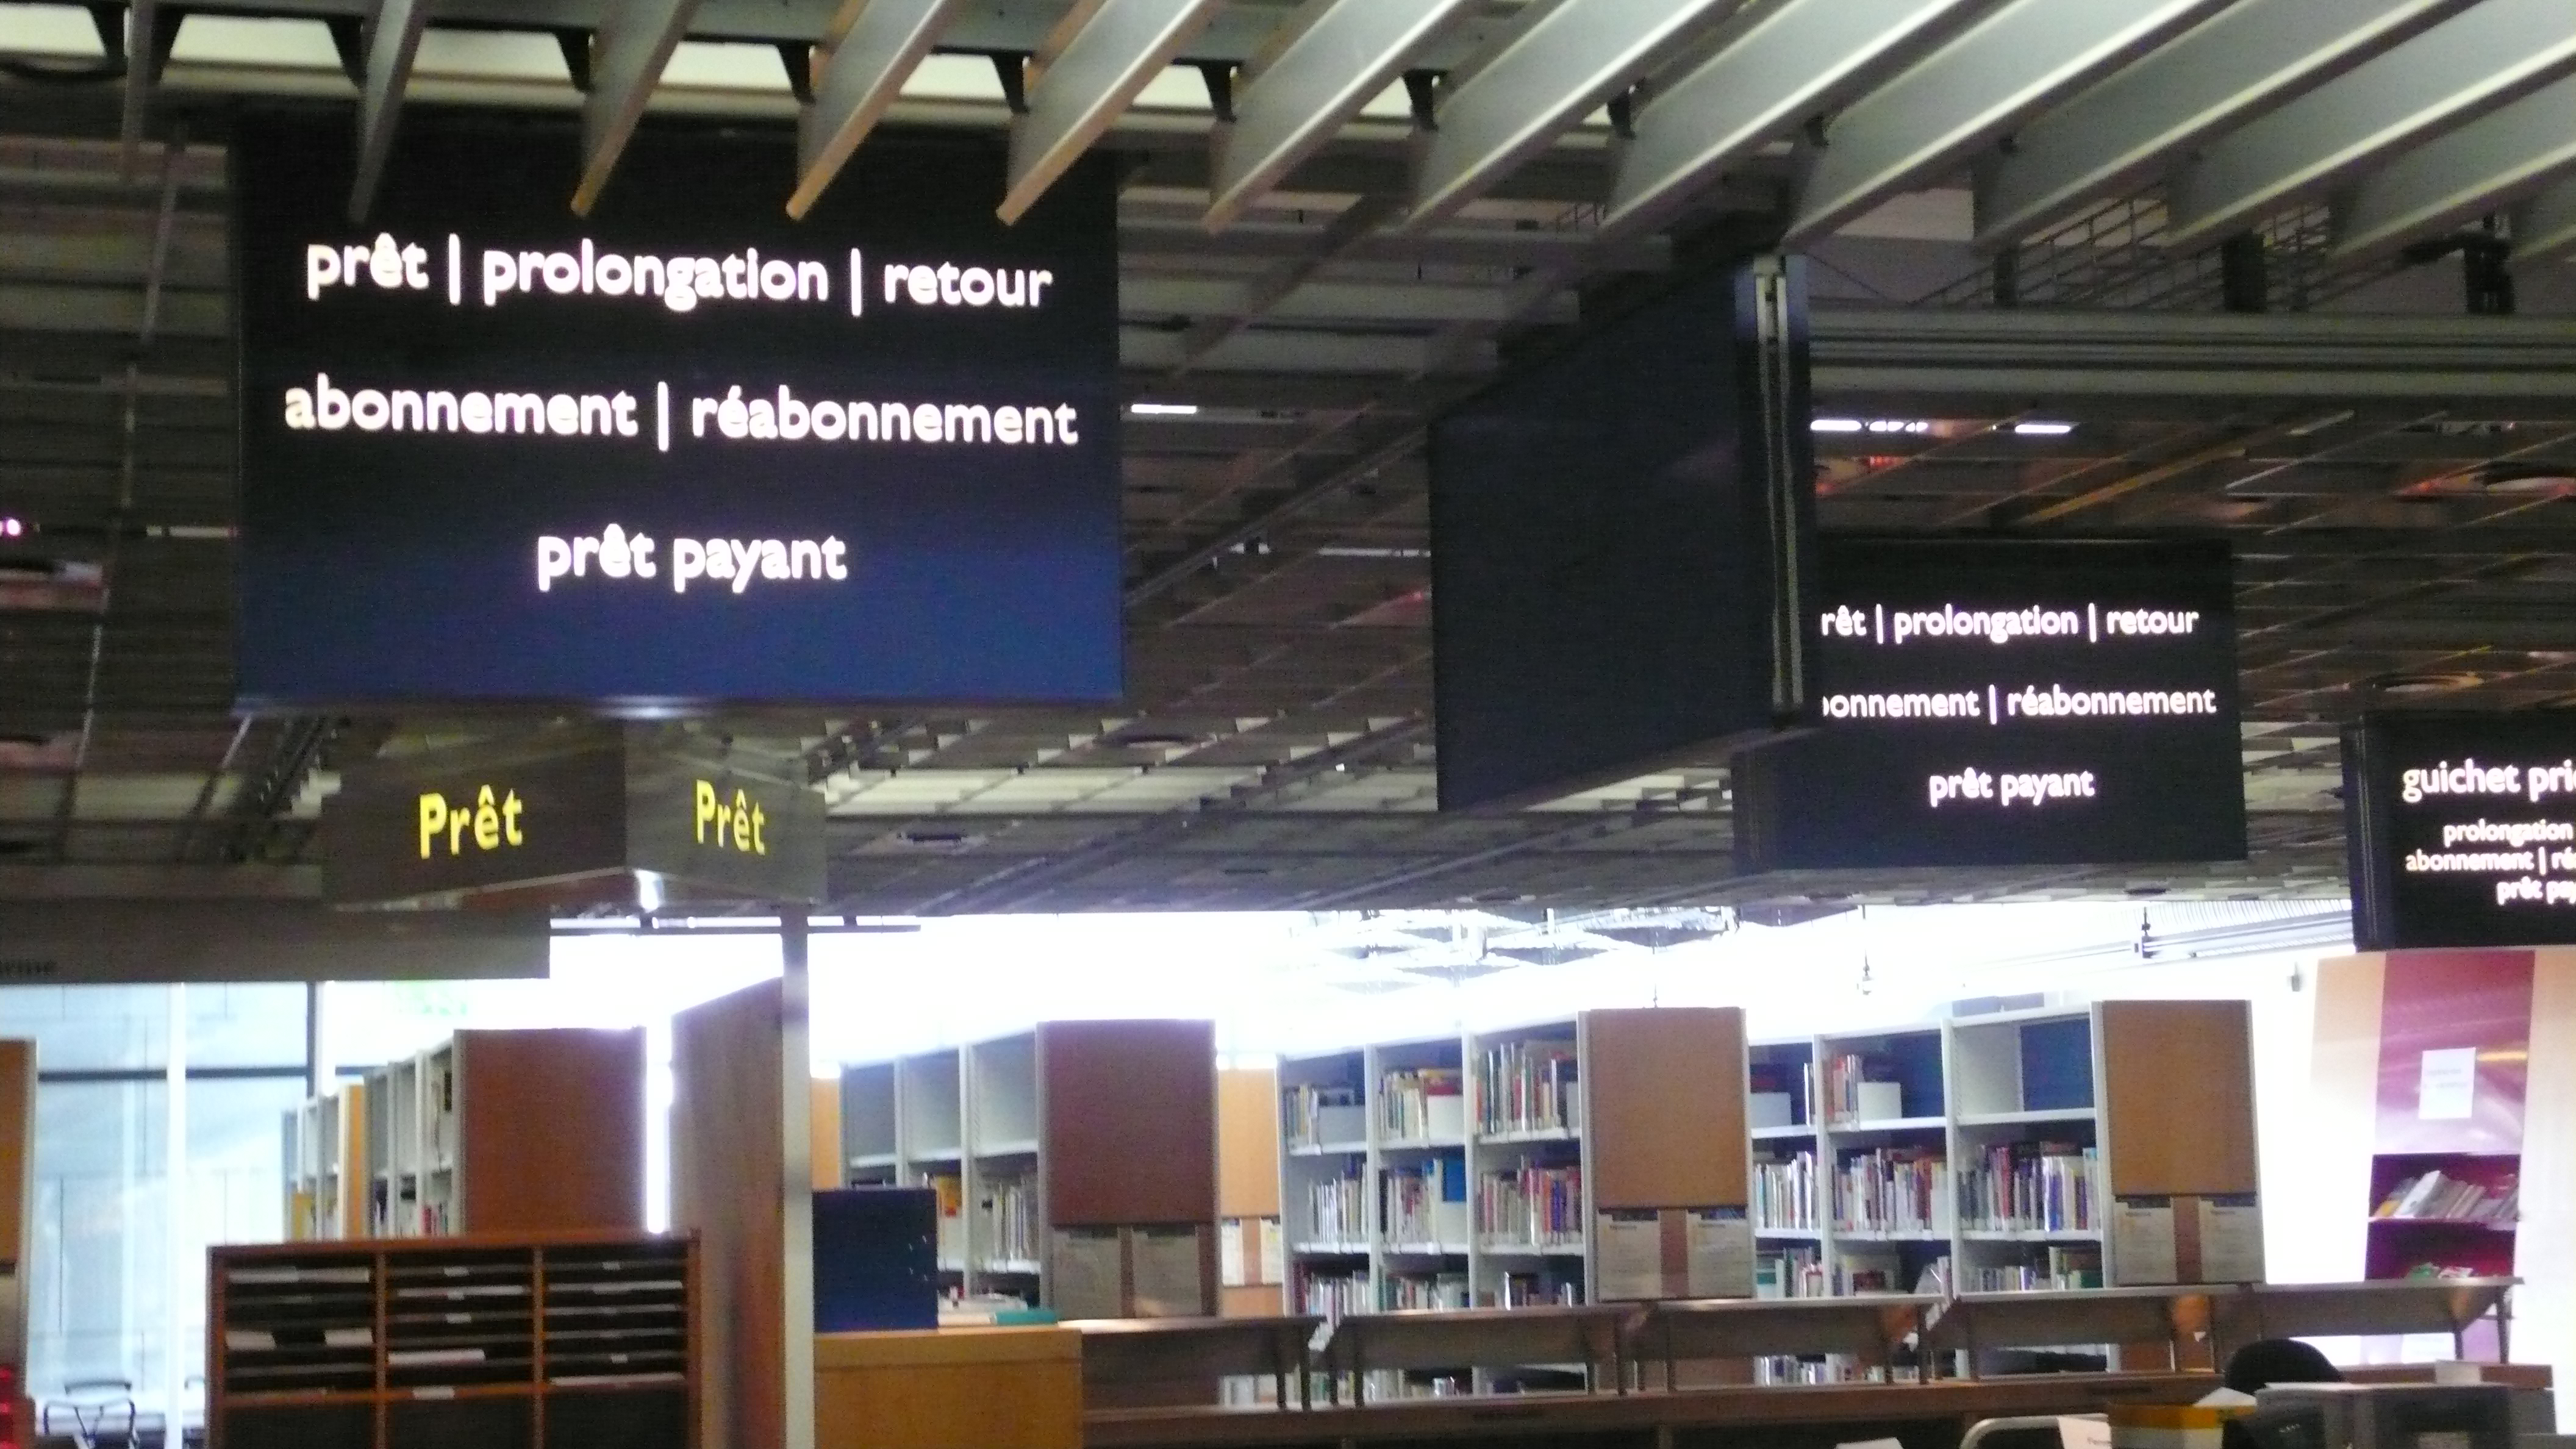 prêt | prolongation | retour
abonnement | réabonnement
prêt payant
Prêt
Prêt
rêt | prolongation | retour
onnement | réabonnement
prêt payant
guichet pri
prolongation
abonnement | ré
prêt pa